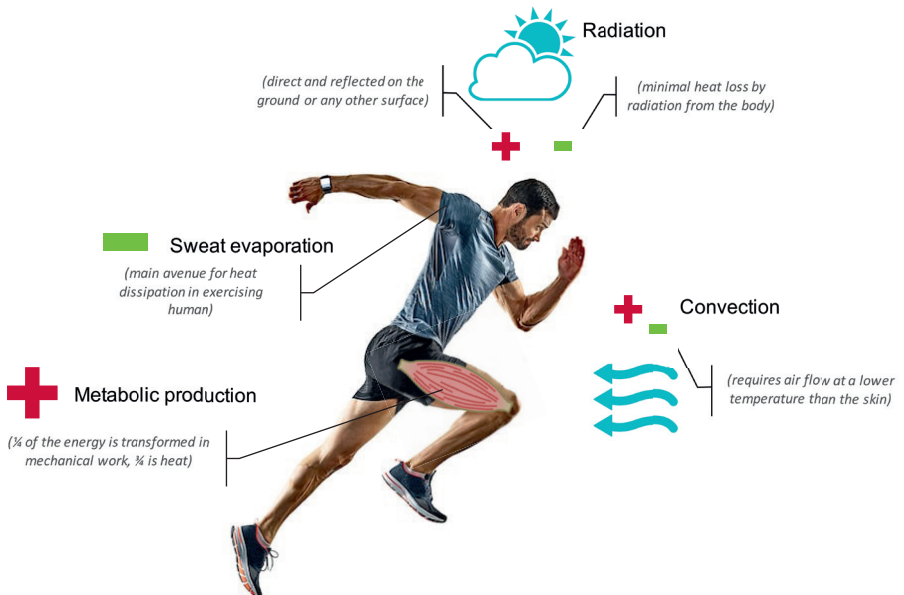 Radiation
(direct and reflected on the
ground or any other surface)
(minimal heat loss by
radiation from the body)
Sweat evaporation
(main avenue for heat
dissipation in exercising
human)
Convection
(requires air flow at a lower
temperature than the skin)
Metabolic production
(¼ of the energy is transformed in
mechanical work, ¾ is heat)